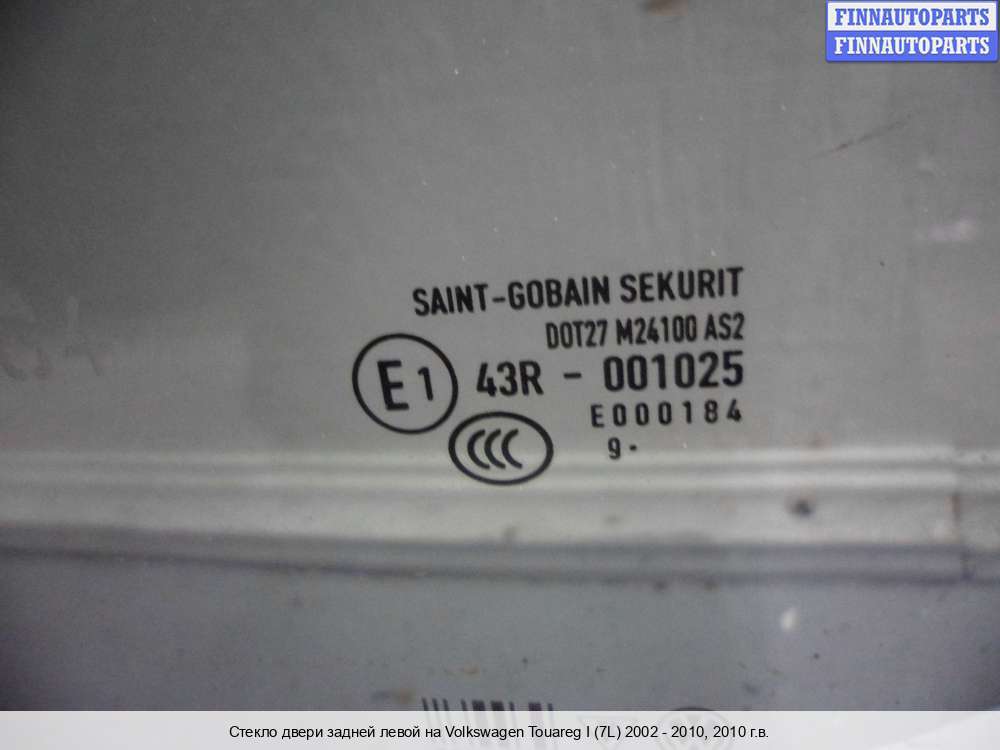 FINNAUTOPARTS
FINNAUTOPARTS
SAINT-GOBAIN SEKURIT
DOT27 M24100 AS2
E1 43R - 001025
E000184
CCC
9-
Стекло двери задней левой на Volkswagen Touareg I (7L) 2002 - 2010, 2010 г.в.